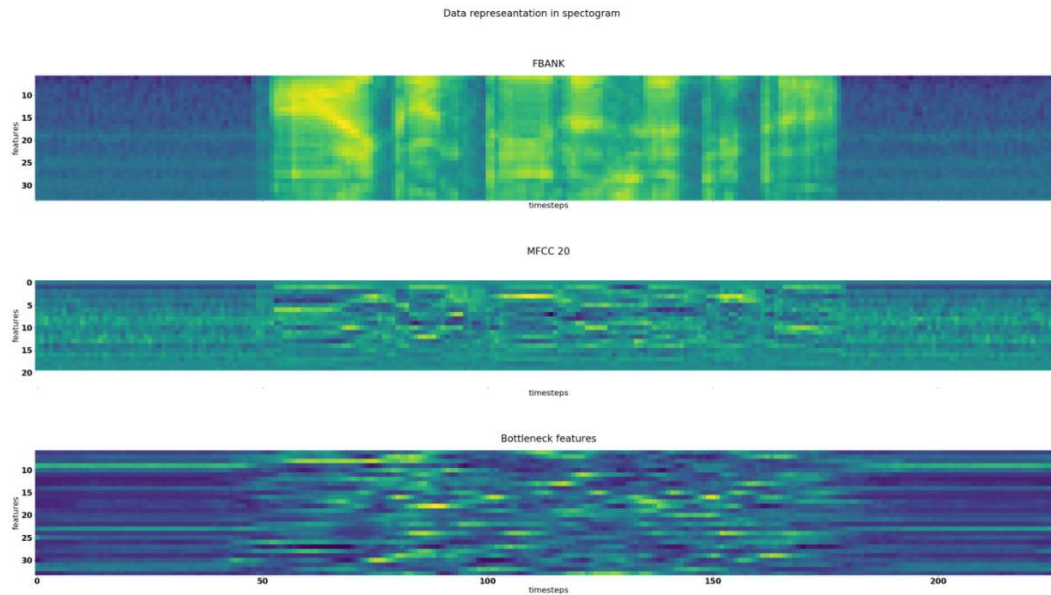 Data represeantation in spectogram
FBANK
features
10
15
20
25
30
timesteps
MFCC 20
features
0
5
10
15
20
timesteps
Bottleneck features
features
10
15
20
25
30
0 50 100 150 200
timesteps